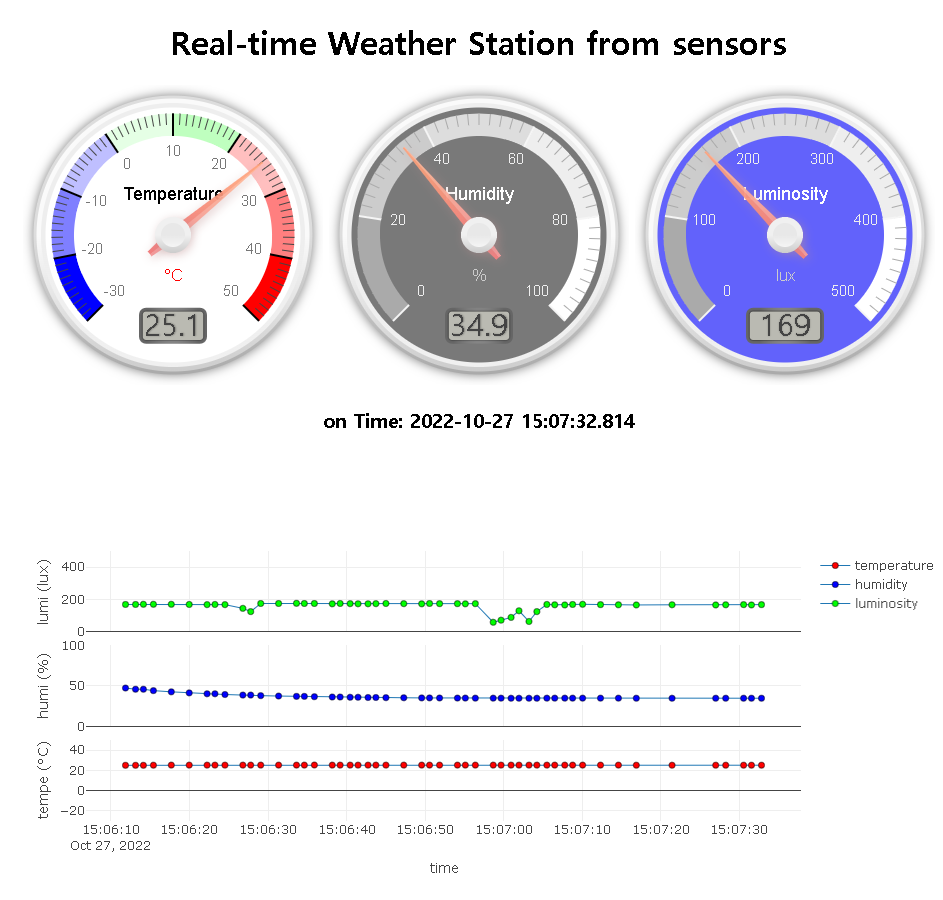 Real-time Weather Station from sensors
-30
-20
-10
0
10
20
30
40
50
Temperature
°C
25.1
0
20
40
60
80
100
Humidity
%
34.9
0
100
200
300
400
500
Luminosity
lux
169
on Time: 2022-10-27 15:07:32.814
lumi (lux)
400
200
0
humi (%)
100
50
0
tempe (°C)
40
20
0
−20
15:06:10 15:06:20 15:06:30 15:06:40 15:06:50 15:07:00 15:07:10 15:07:20 15:07:30
Oct 27, 2022
time
temperature
humidity
luminosity